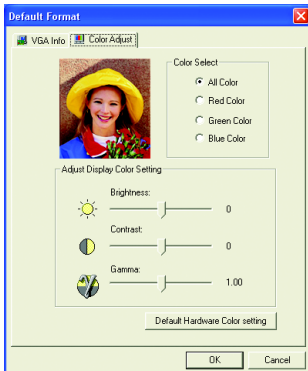 Default Format
VGA Info
Color Adjust
Color Select
All Color
Red Color
Green Color
Blue Color
Adjust Display Color Setting
Brightness:
0
Contrast:
0
Gamma:
1.00
Default Hardware Color setting
OK
Cancel